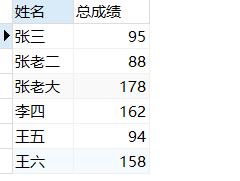 姓名 总成绩
张三 95
张老二 88
张老大 178
李四 162
王五 94
王六 158